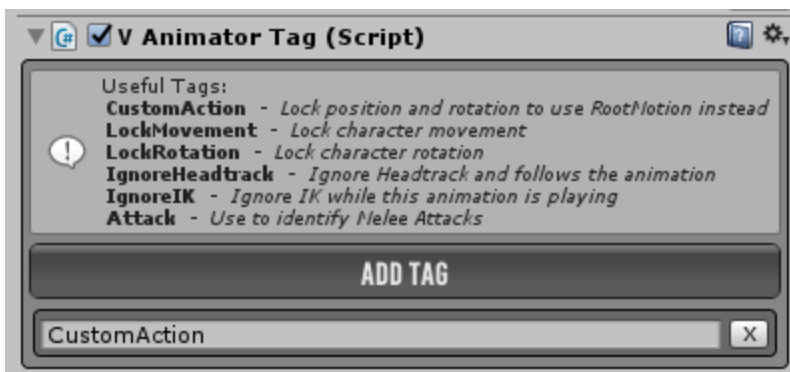 V Animator Tag (Script)
Useful Tags:
CustomAction - Lock position and rotation to use RootMotion instead
LockMovement - Lock character movement
LockRotation - Lock character rotation
IgnoreHeadtrack - Ignore Headtrack and follows the animation
IgnoreIK - Ignore IK while this animation is playing
Attack - Use to identify Melee Attacks
ADD TAG
CustomAction X